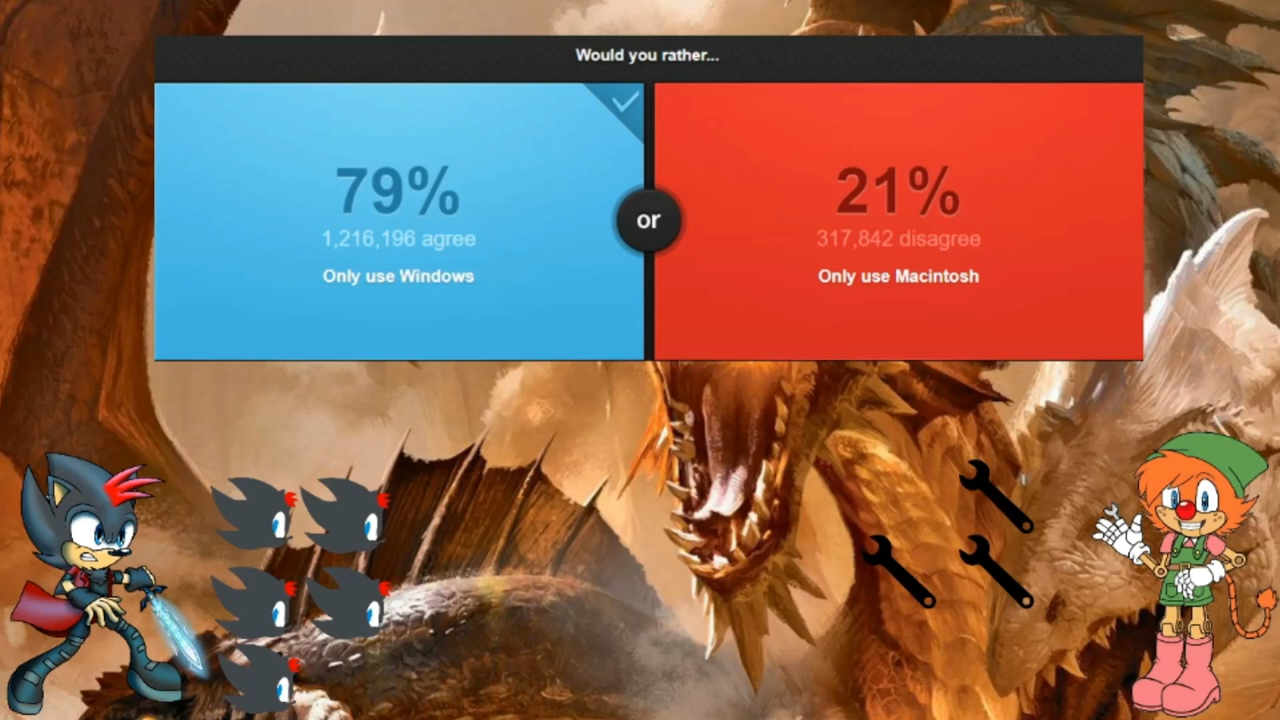 Would you rather...
79%
1,216,196 agree
Only use Windows
or
21%
317,842 disagree
Only use Macintosh